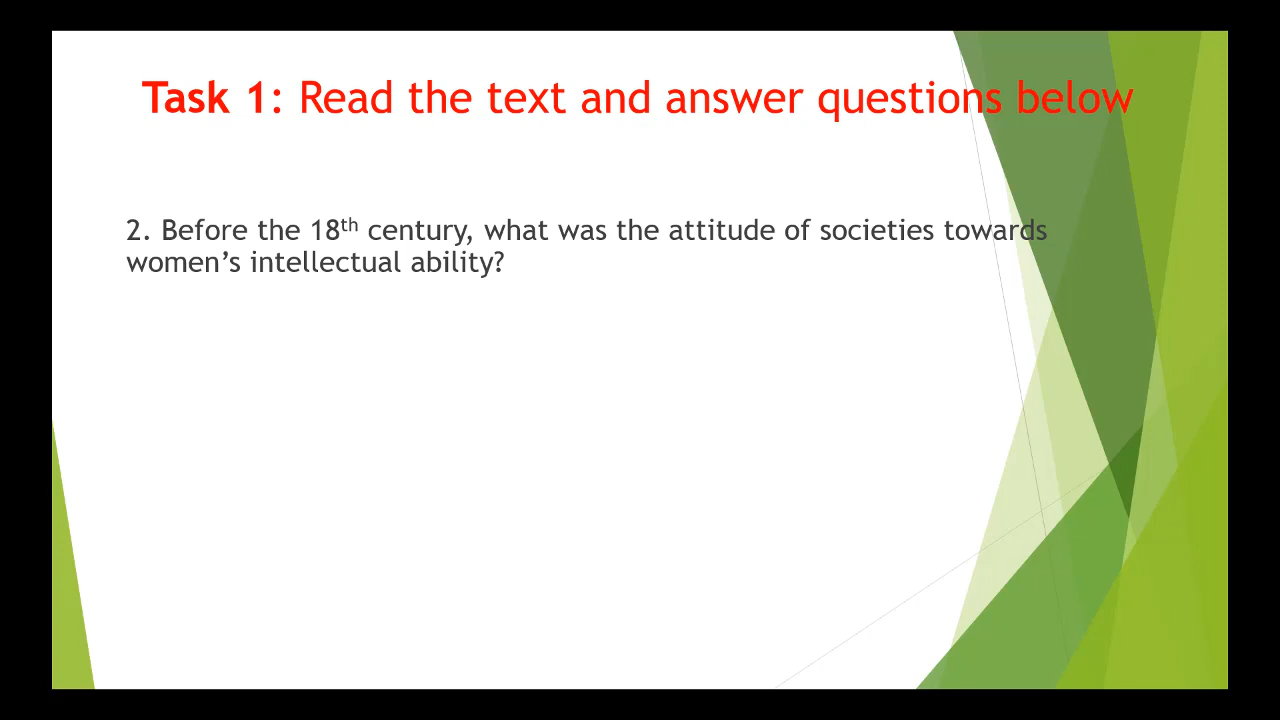 Task 1: Read the text and answer questions below
2. Before the 18th century, what was the attitude of societies towards
women’s intellectual ability?